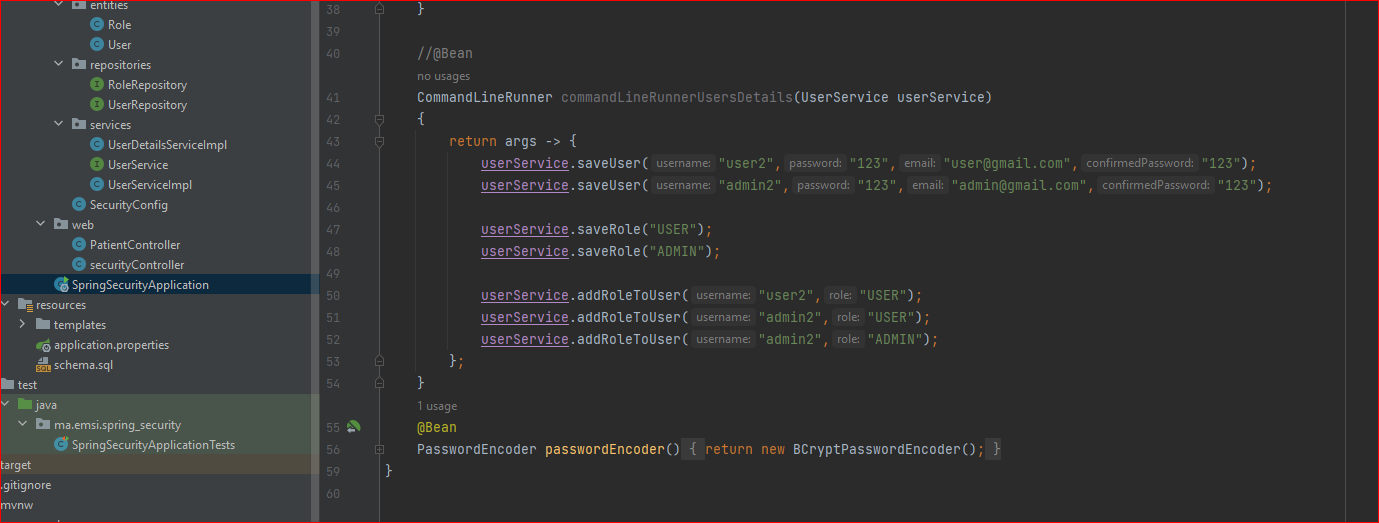 entities
Role
User
repositories
RoleRepository
UserRepository
services
UserDetailsServiceImpl
UserService
UserServiceImpl
SecurityConfig
web
PatientController
securityController
SpringSecurityApplication
resources
templates
application.properties
schema.sql
test
java
ma.emsi.spring_security
SpringSecurityApplicationTests
target
.gitignore
mvnw
38 }
39
40 //@Bean
no usages
41 CommandLineRunner commandLineRunnerUsersDetails(UserService userService)
42 {
43 return args -> {
44 userService.saveUser( username: "user2", password: "123", email: "user@gmail.com", confirmedPassword: "123");
45 userService.saveUser( username: "admin2", password: "123", email: "admin@gmail.com", confirmedPassword: "123");
46
47 userService.saveRole("USER");
48 userService.saveRole("ADMIN");
49
50 userService.addRoleToUser( username: "user2", role: "USER");
51 userService.addRoleToUser( username: "admin2", role: "USER");
52 userService.addRoleToUser( username: "admin2", role: "ADMIN");
53 };
54 }
1 usage
55 @Bean
56 PasswordEncoder passwordEncoder() { return new BCryptPasswordEncoder(); }
59 }
60